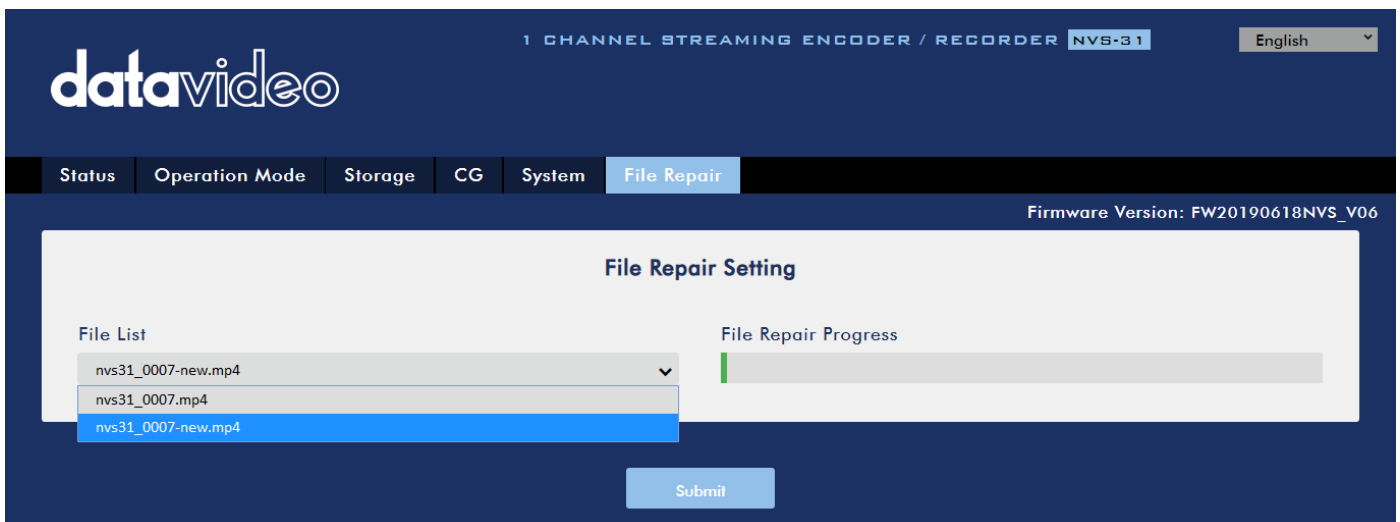 1 CHANNEL STREAMING ENCODER / RECORDER NVS-31
English
datavideo
Status Operation Mode Storage CG System File Repair
Firmware Version: FW20190618NVS_V06
File Repair Setting
File List
File Repair Progress
nvs31_0007-new.mp4
nvs31_0007.mp4
nvs31_0007-new.mp4
Submit